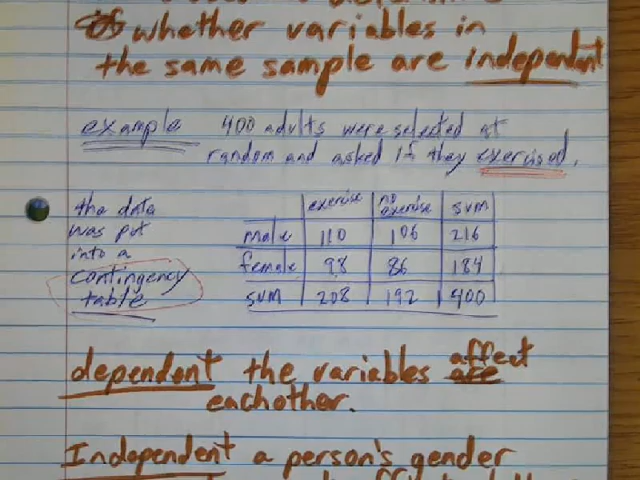 whether variables in
the same sample are independent
example 400 adults were selected at
random and asked if they exercised.
the data
was put
into a
contingency
table
exercise no exercise sum
male 110 106 216
female 98 86 184
sum 208 192 400
dependent the variables affect are
eachother.
Independent a person's gender